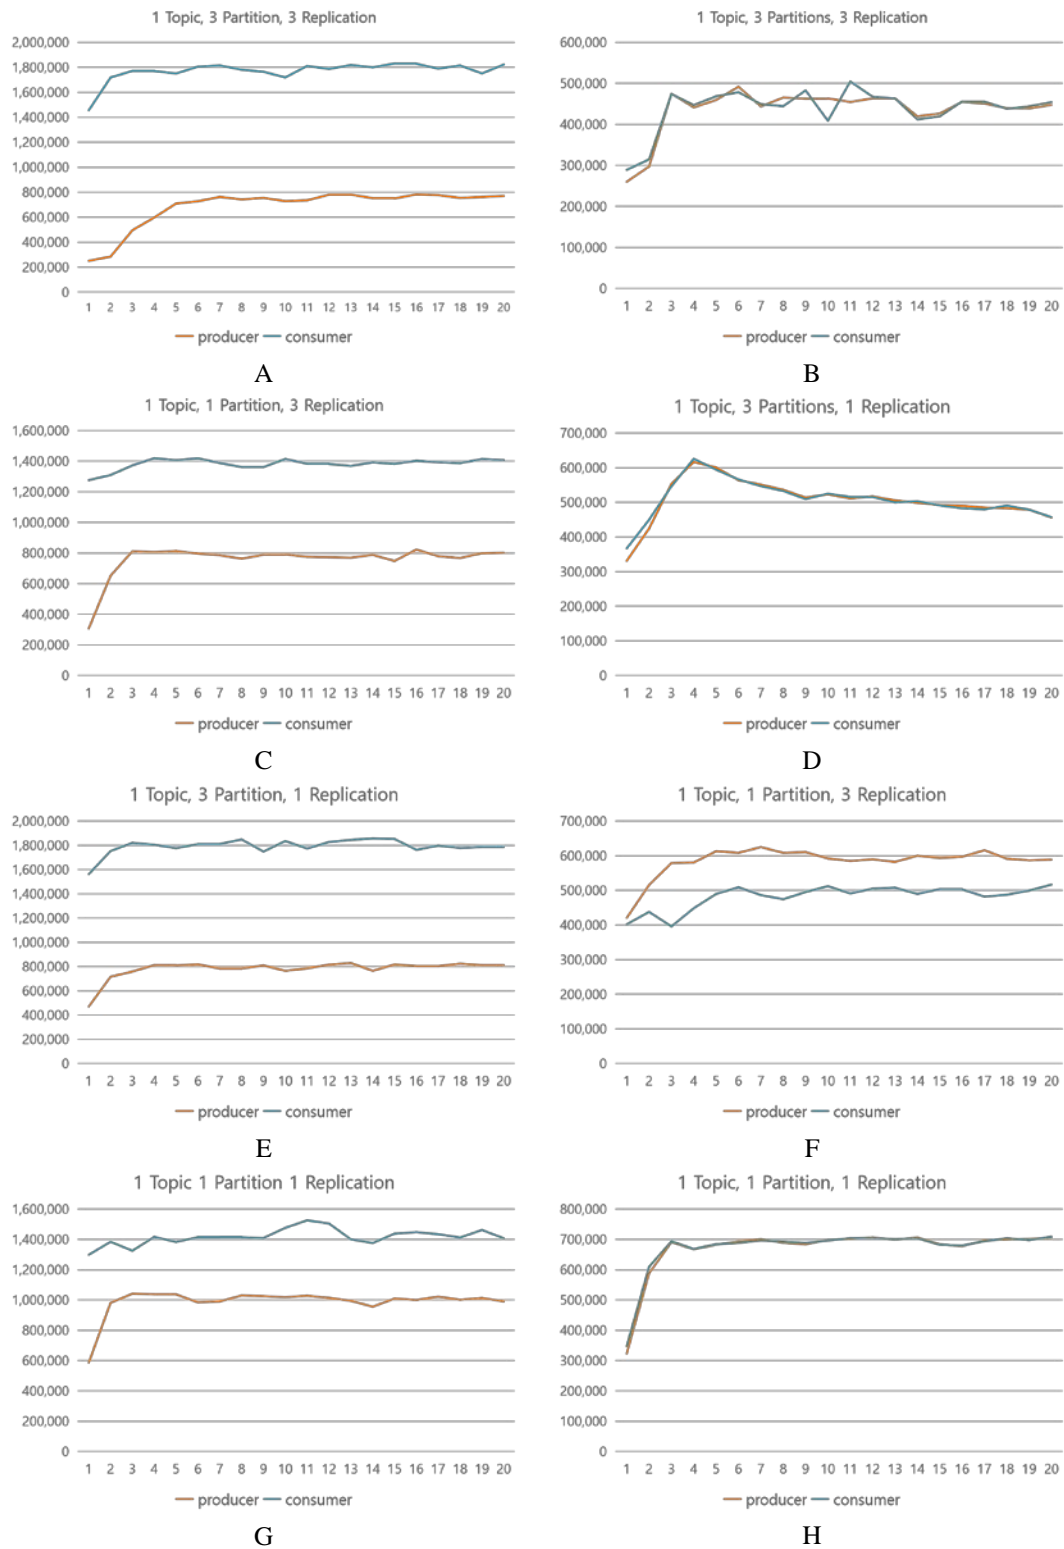 1 Topic, 3 Partition, 3 Replication
2,000,000
1,800,000
1,600,000
1,400,000
1,200,000
1,000,000
800,000
600,000
400,000
200,000
0
1 2 3 4 5 6 7 8 9 10 11 12 13 14 15 16 17 18 19 20
producer consumer
A
1 Topic, 3 Partitions, 3 Replication
600,000
500,000
400,000
300,000
200,000
100,000
0
1 2 3 4 5 6 7 8 9 10 11 12 13 14 15 16 17 18 19 20
producer consumer
B
1 Topic, 1 Partition, 3 Replication
1,600,000
1,400,000
1,200,000
1,000,000
800,000
600,000
400,000
200,000
0
1 2 3 4 5 6 7 8 9 10 11 12 13 14 15 16 17 18 19 20
producer consumer
C
1 Topic, 3 Partitions, 1 Replication
700,000
600,000
500,000
400,000
300,000
200,000
100,000
0
1 2 3 4 5 6 7 8 9 10 11 12 13 14 15 16 17 18 19 20
producer consumer
D
1 Topic, 3 Partition, 1 Replication
2,000,000
1,800,000
1,600,000
1,400,000
1,200,000
1,000,000
800,000
600,000
400,000
200,000
0
1 2 3 4 5 6 7 8 9 10 11 12 13 14 15 16 17 18 19 20
producer consumer
E
1 Topic, 1 Partition, 3 Replication
700,000
600,000
500,000
400,000
300,000
200,000
100,000
0
1 2 3 4 5 6 7 8 9 10 11 12 13 14 15 16 17 18 19 20
producer consumer
F
1 Topic 1 Partition 1 Replication
1,600,000
1,400,000
1,200,000
1,000,000
800,000
600,000
400,000
200,000
0
1 2 3 4 5 6 7 8 9 10 11 12 13 14 15 16 17 18 19 20
producer consumer
G
1 Topic, 1 Partition, 1 Replication
800,000
700,000
600,000
500,000
400,000
300,000
200,000
100,000
0
1 2 3 4 5 6 7 8 9 10 11 12 13 14 15 16 17 18 19 20
producer consumer
H